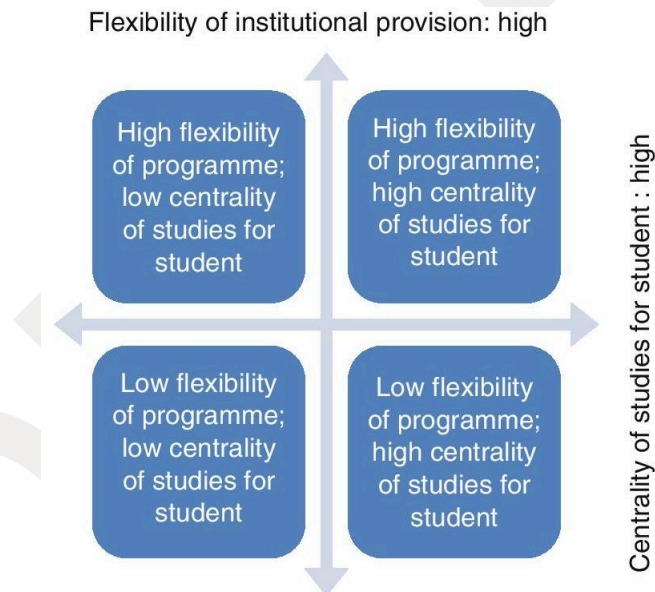 Flexibility of institutional provision: high
High flexibility
of programme;
low centrality
of studies for
student
High flexibility
of programme;
high centrality
of studies for
student
Low flexibility
of programme;
low centrality
of studies for
student
Low flexibility
of programme;
high centrality
of studies for
student
Centrality of studies for student : high